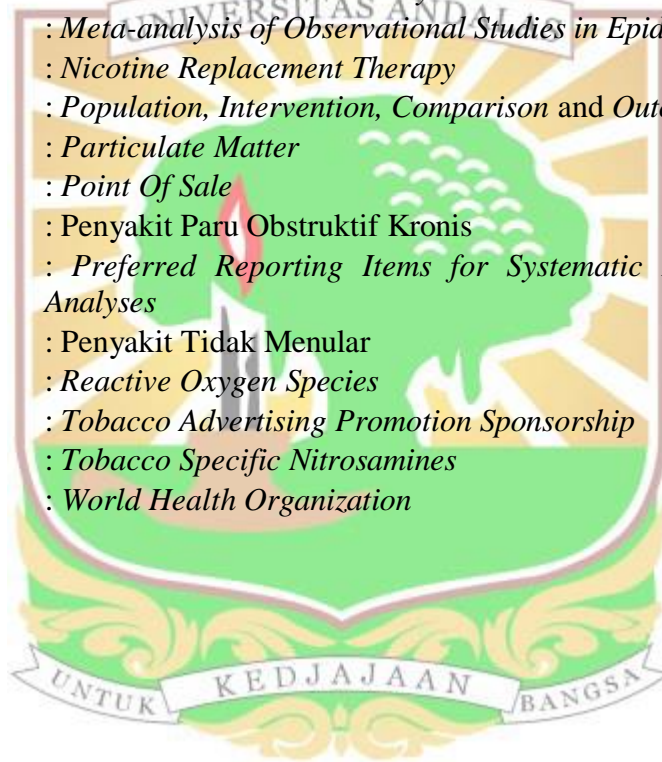 UNIVERSITAS ANDALAS
: Meta-analysis of Observational Studies in
: Nicotine Replacement Therapy
: Population, Intervention, Comparison and
: Particulate Matter
: Point Of Sale
: Penyakit Paru Obstruktif Kronis
: Preferred Reporting Items for Systematic
Analyses
: Penyakit Tidak Menular
: Reactive Oxygen Species
: Tobacco Advertising Promotion Sponsorship
: Tobacco Specific Nitrosamines
: World Health Organization
UNTUK KEDJAJAAN BANGSA